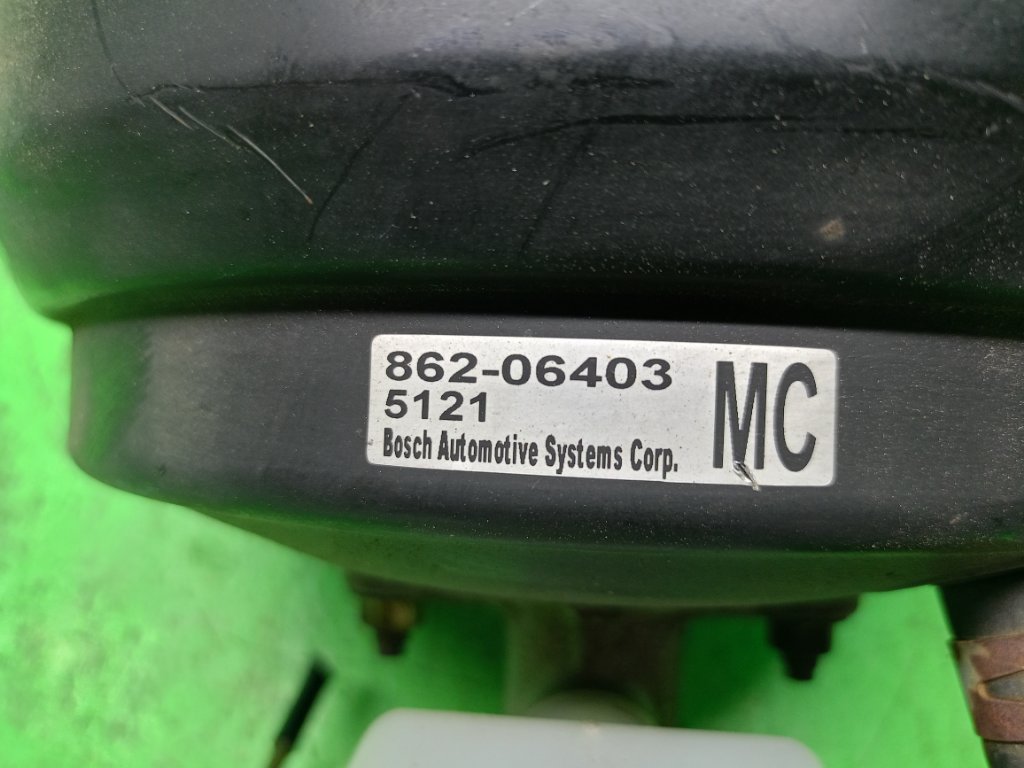 862-06403
5121
Bosch Automotive Systems Corp.
MC